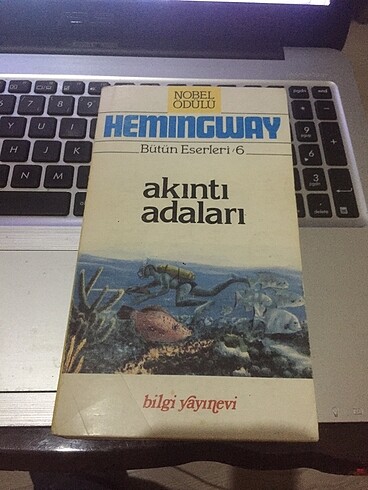 NOBEL
ÖDÜLÜ
HEMINGWAY
Bütün Eserleri/6
akıntı
adaları
bilgi yayınevi